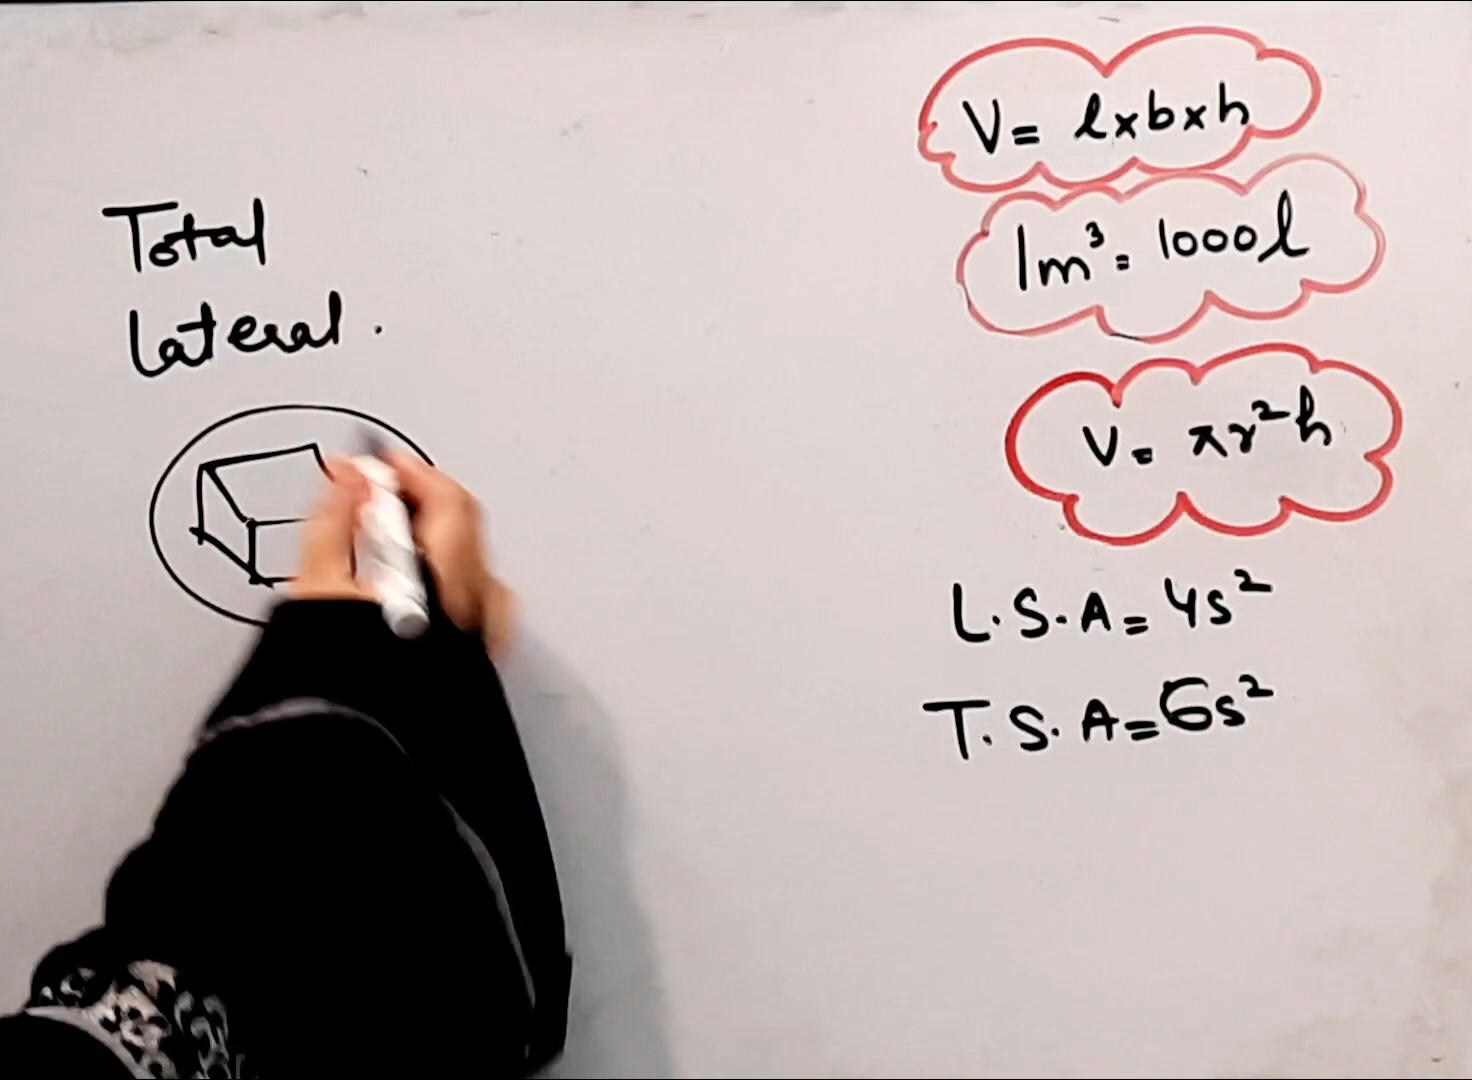 Total
Lateral.
V= l×b×h
1m³= 1000l
V= πr²h
L.S.A=4s²
T.S.A=6s²